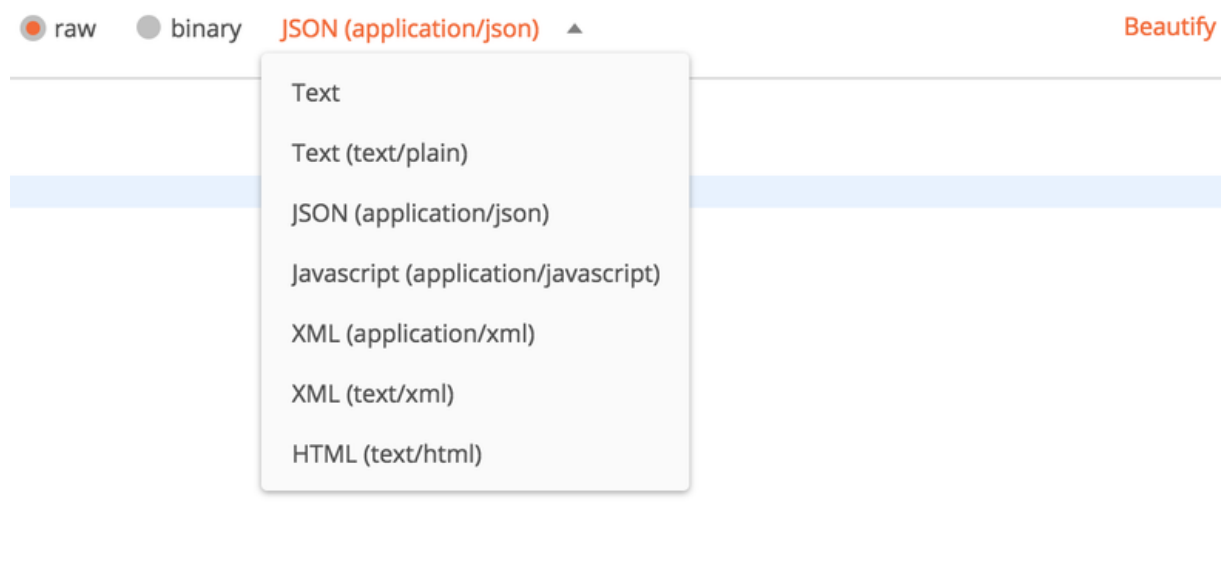 raw binary JSON (application/json) Beautify
Text
Text (text/plain)
JSON (application/json)
Javascript (application/javascript)
XML (application/xml)
XML (text/xml)
HTML (text/html)